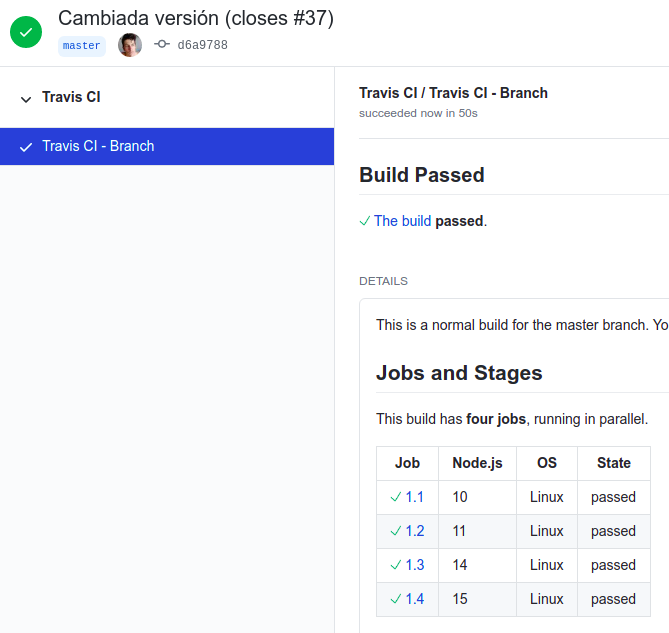 Cambiada versión (closes #37)
master d6a9788
Travis CI
Travis CI - Branch
Travis CI / Travis CI - Branch
succeeded now in 50s
Build Passed
The build passed.
DETAILS
This is a normal build for the master branch. Yo
Jobs and Stages
This build has four jobs, running in parallel.
Job Node.js OS State
1.1 10 Linux passed
1.2 11 Linux passed
1.3 14 Linux passed
1.4 15 Linux passed